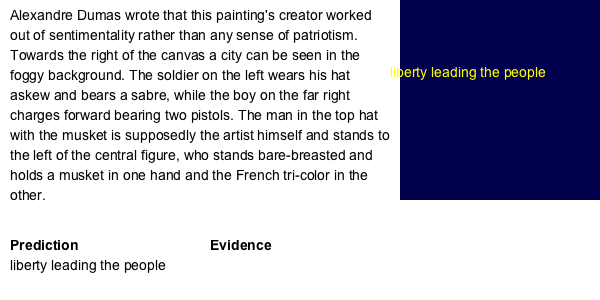 Alexandre Dumas wrote that this painting's creator worked
out of sentimentality rather than any sense of patriotism.
Towards the right of the canvas a city can be seen in the
foggy background. The soldier on the left wears his hat
askew and bears a sabre, while the boy on the far right
charges forward bearing two pistols. The man in the top hat
with the musket is supposedly the artist himself and stands to
the left of the central figure, who stands bare-breasted and
holds a musket in one hand and the French tri-color in the
other.
liberty leading the people
Prediction Evidence
liberty leading the people